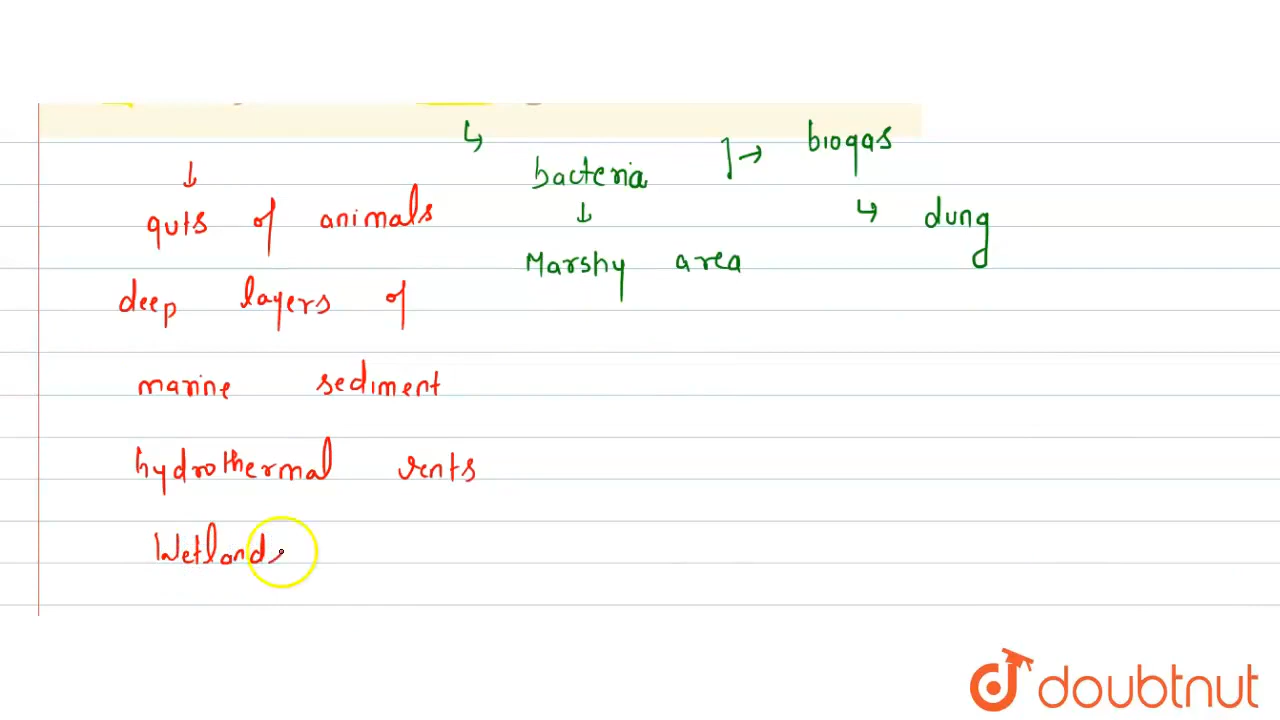 ↳ bacteria ]→ biogas
↓ ↓ ↳ dung
guts of animals Marshy area
deep layers of
marine sediment
hydrothermal vents
Wetlands
doubtnut